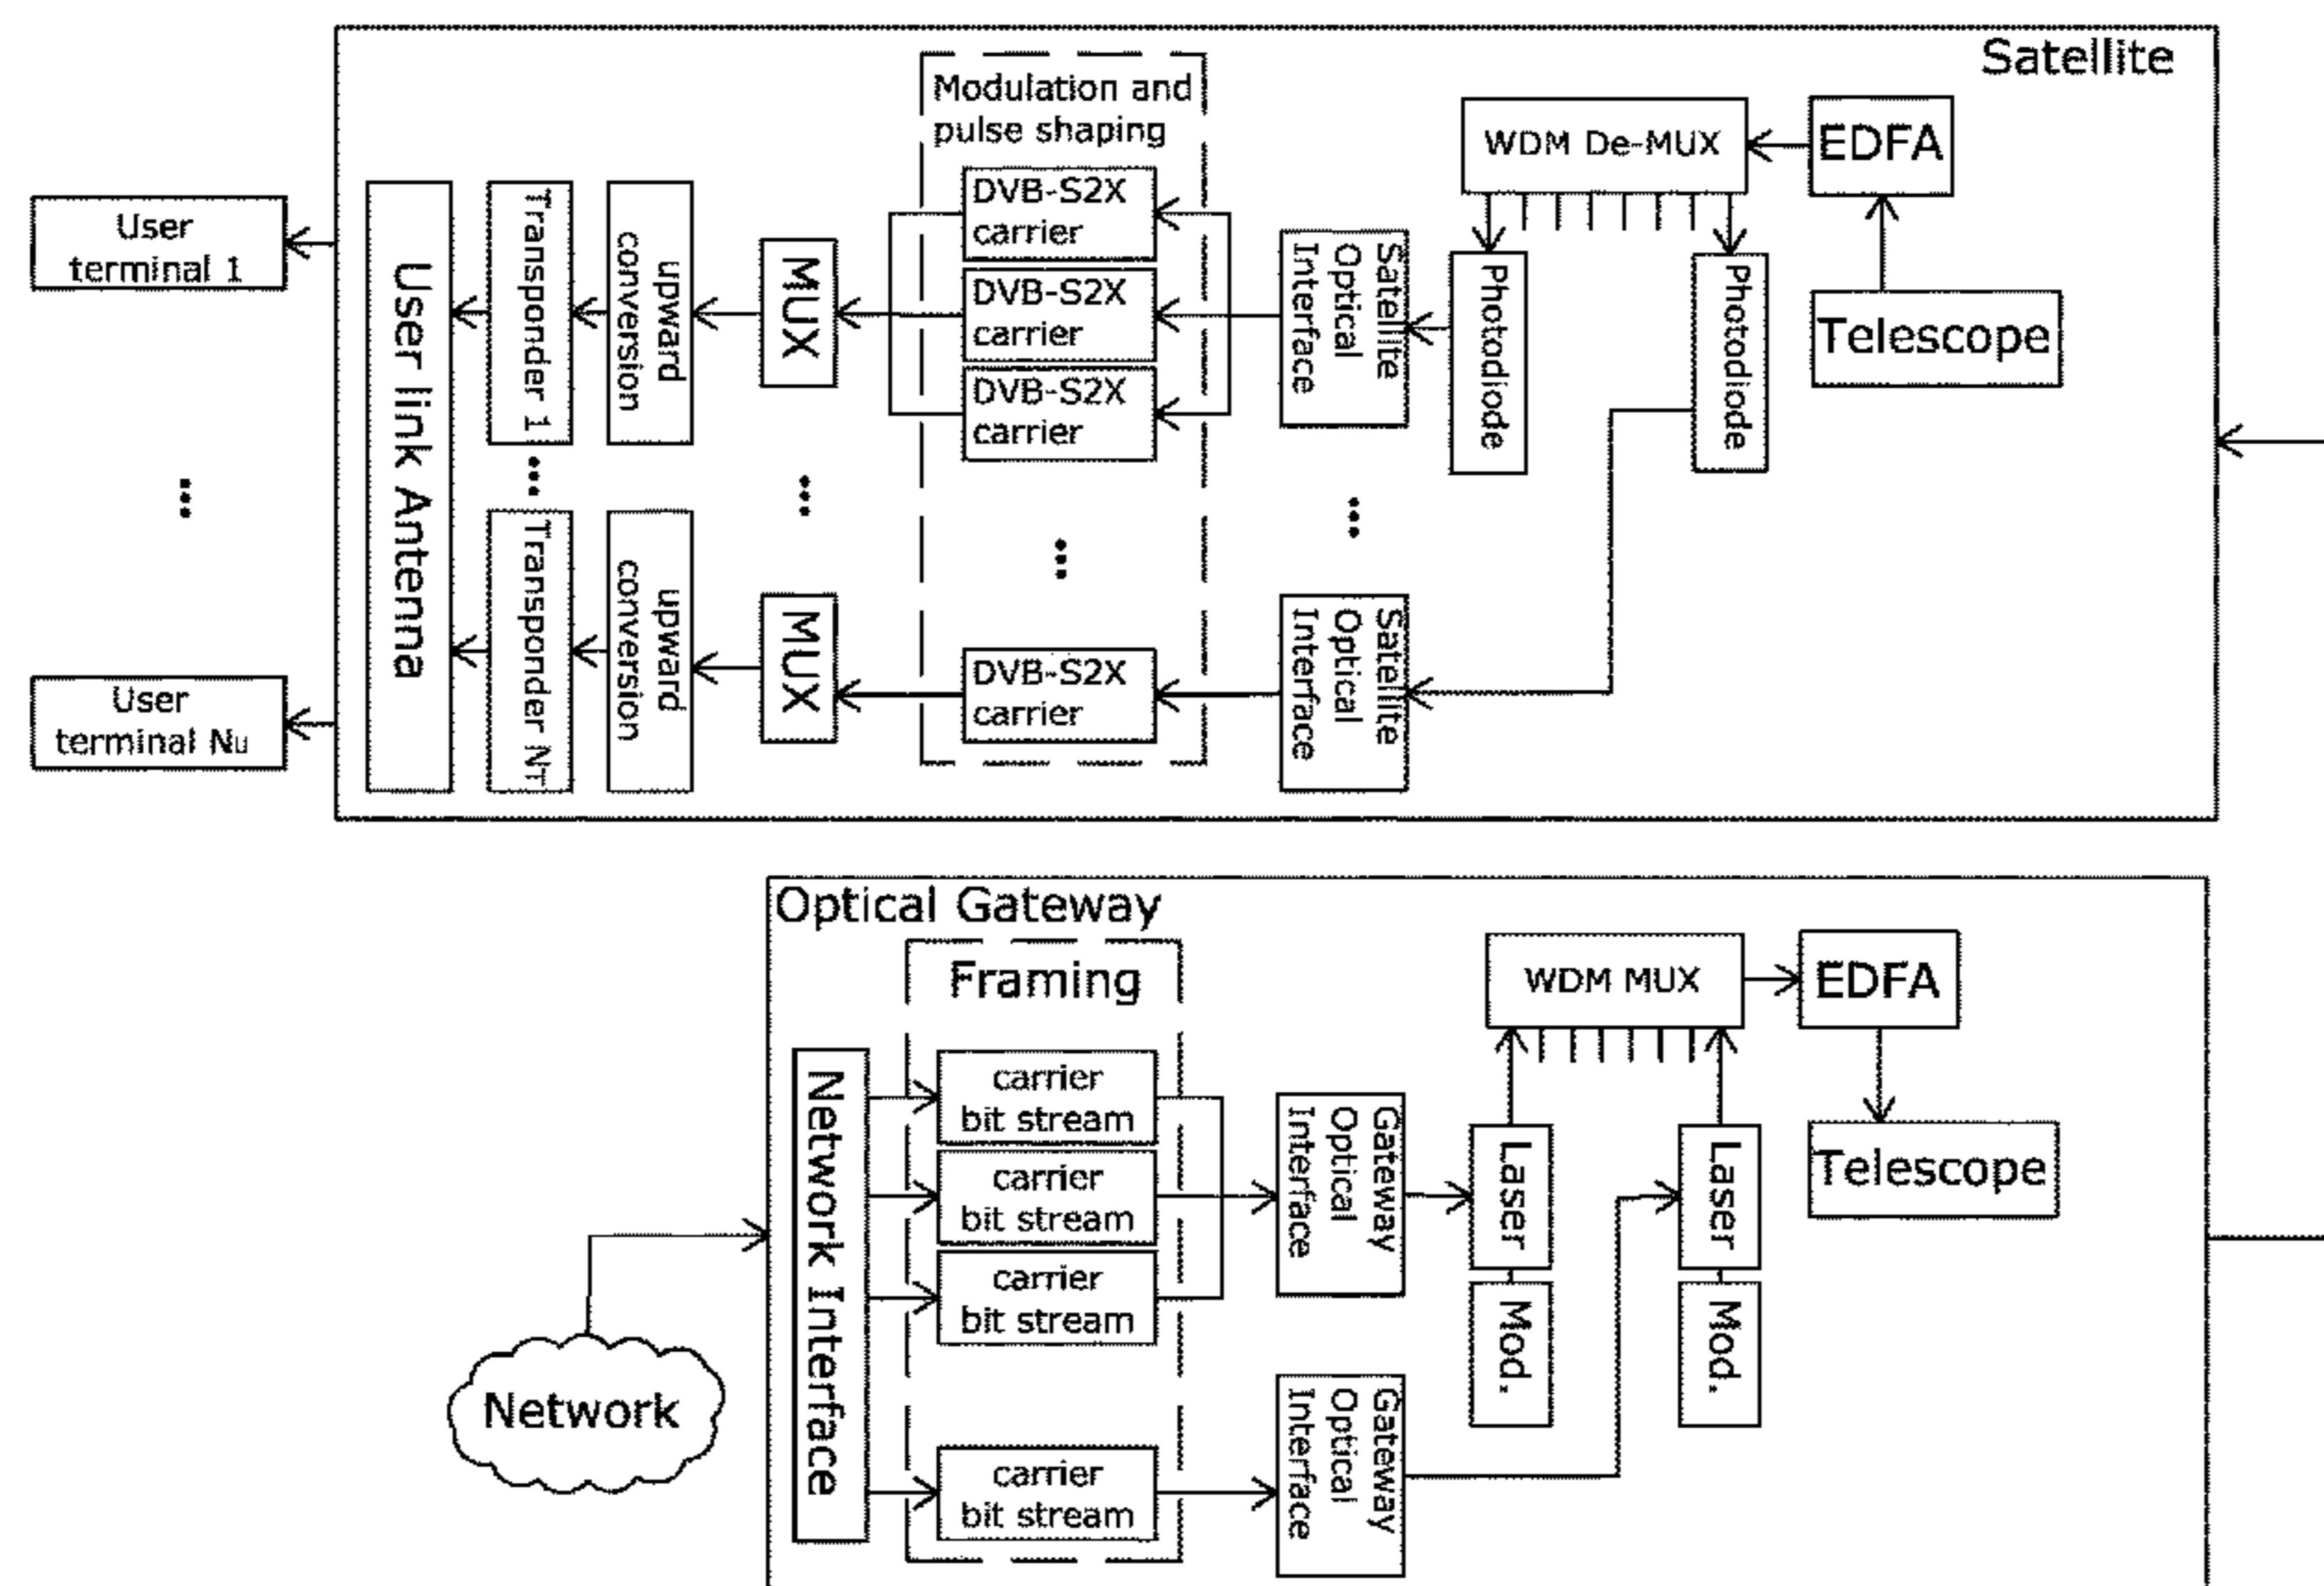 Satellite
Modulation and
pulse shaping
WDM De-MUX
EDFA
Telescope
Photodiode
Photodiode
Satellite
Optical
Interface
Satellite
Optical
Interface
DVB-S2X
carrier
DVB-S2X
carrier
DVB-S2X
carrier
...
DVB-S2X
carrier
...
MUX
...
MUX
upward
conversion
upward
conversion
Transponder 1
...
Transponder NT
User link Antenna
User
terminal 1
...
User
terminal Nu
Optical Gateway
Framing
Network
Network Interface
carrier
bit stream
carrier
bit stream
carrier
bit stream
carrier
bit stream
Gateway
Optical
Interface
Gateway
Optical
Interface
Laser
Mod.
Laser
Mod.
WDM MUX
EDFA
Telescope